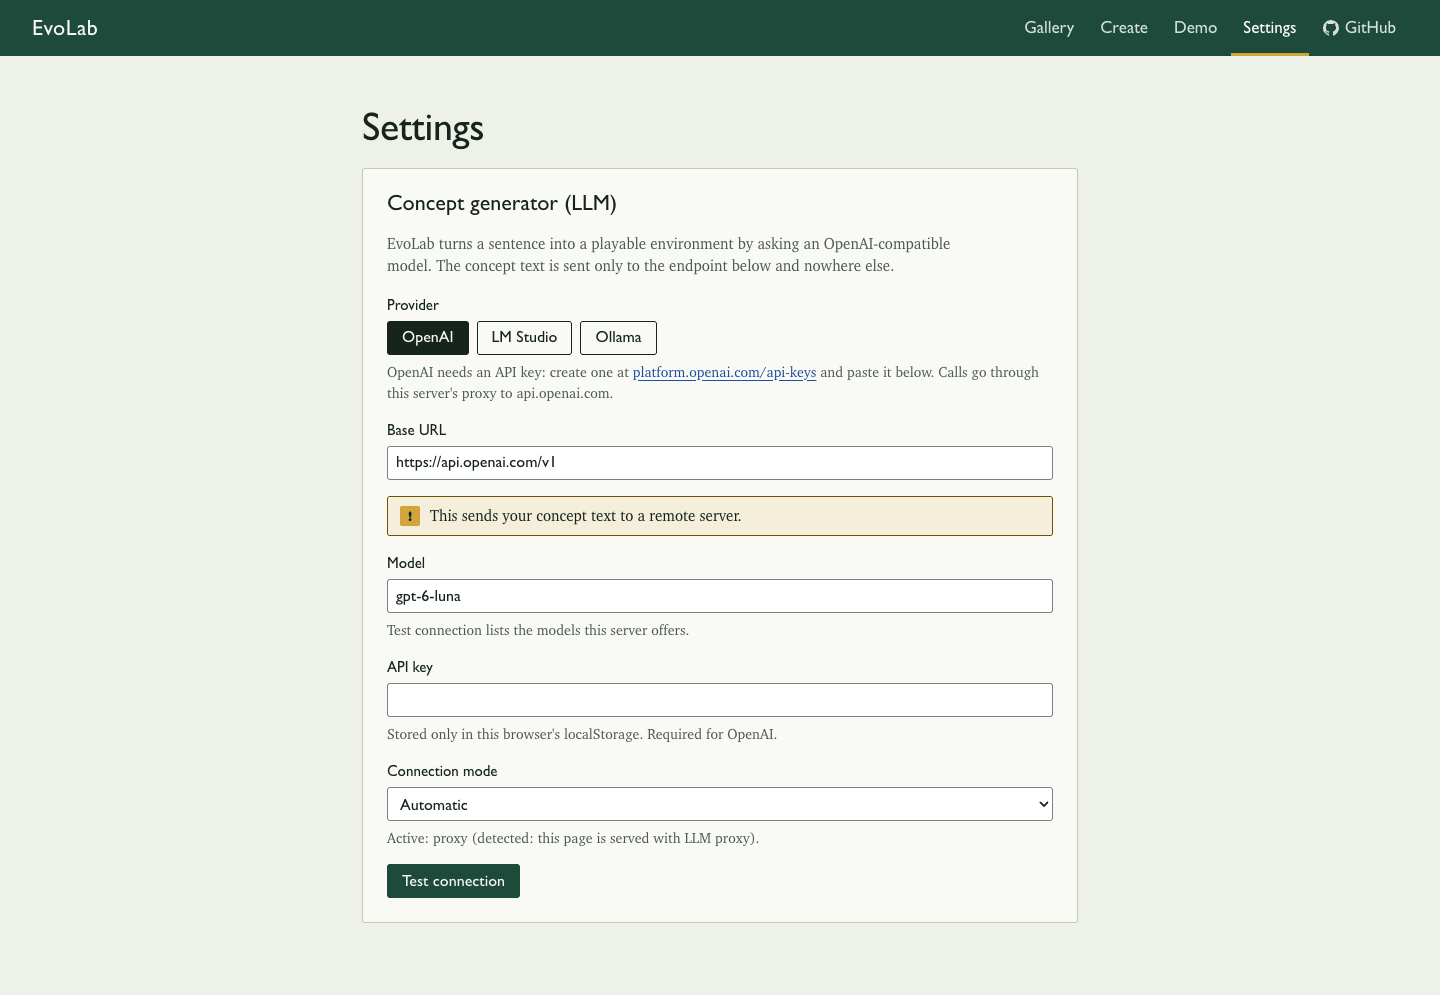 EvoLab
Gallery Create Demo Settings GitHub
Settings
Concept generator (LLM)
EvoLab turns a sentence into a playable environment by asking an OpenAI-compatible
model. The concept text is sent only to the endpoint below and nowhere else.
Provider
OpenAI LM Studio Ollama
OpenAI needs an API key: create one at platform.openai.com/api-keys and paste it below. Calls go through
this server's proxy to api.openai.com.
Base URL
https://api.openai.com/v1
! This sends your concept text to a remote server.
Model
gpt-6-luna
Test connection lists the models this server offers.
API key
Stored only in this browser's localStorage. Required for OpenAI.
Connection mode
Automatic
Active: proxy (detected: this page is served with LLM proxy).
Test connection